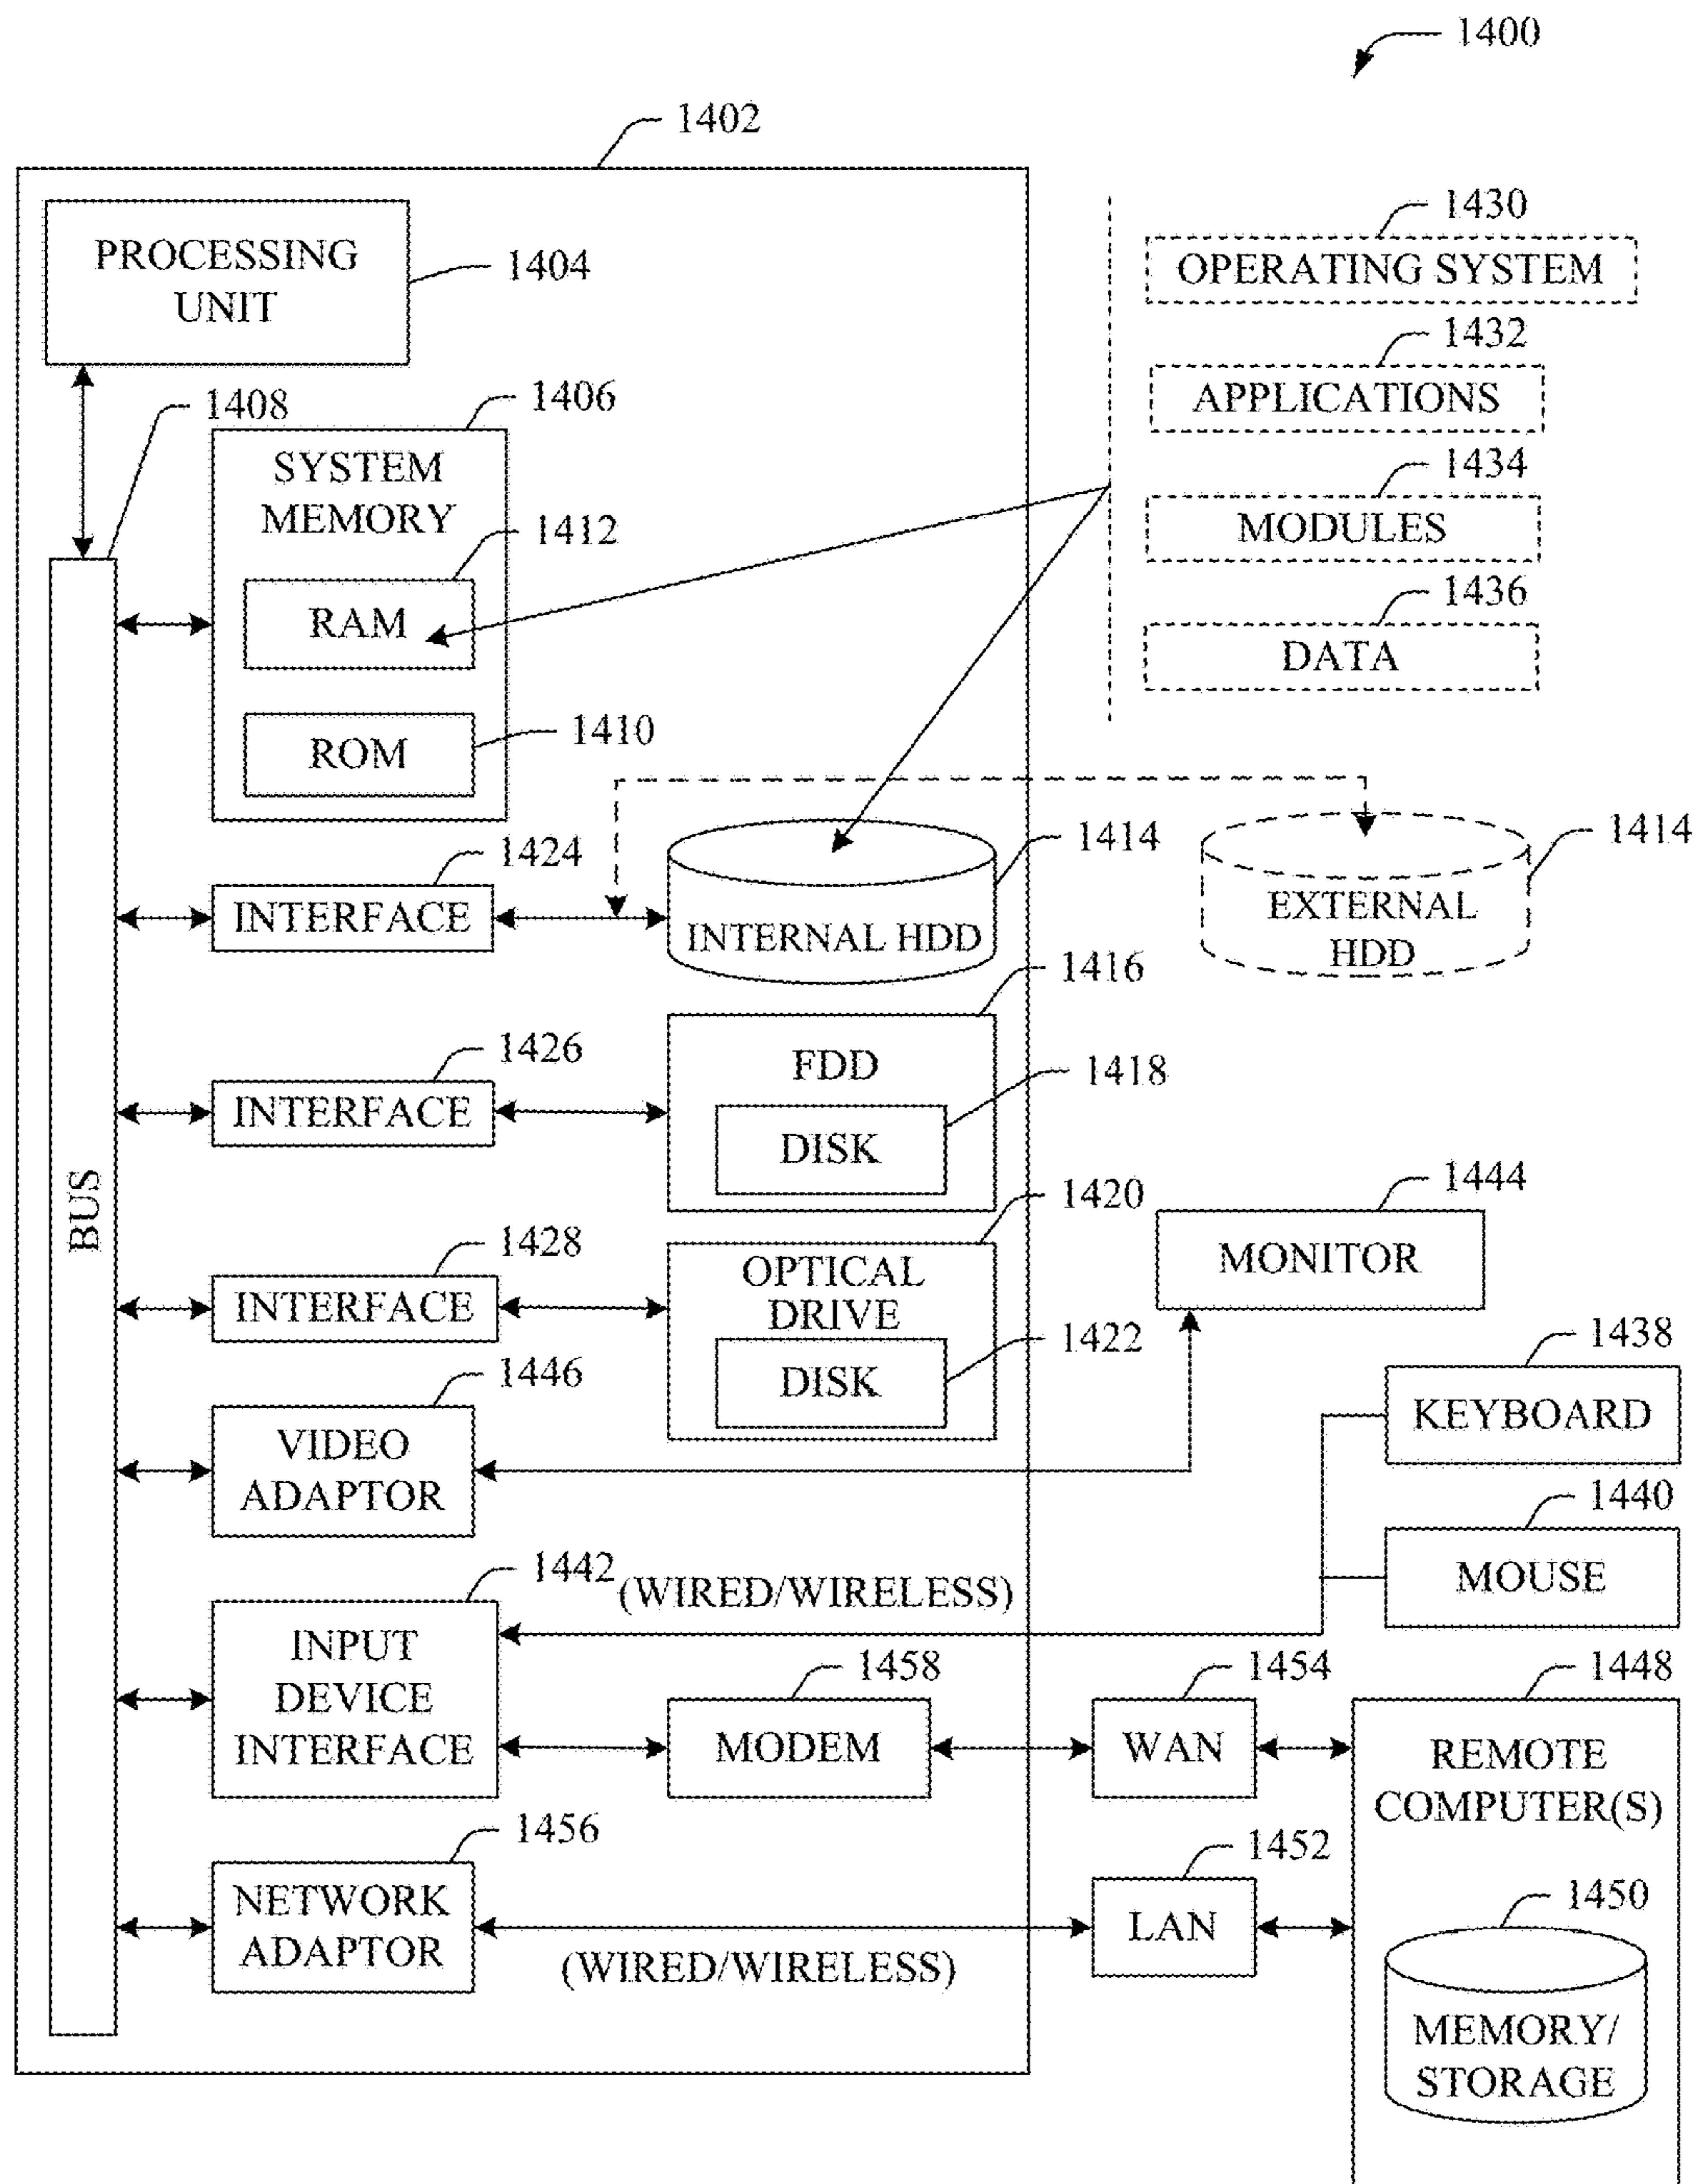 1400
1402
PROCESSING
UNIT
1404
1408
1406
SYSTEM
MEMORY
1412
RAM
1410
ROM
1430
OPERATING SYSTEM
1432
APPLICATIONS
1434
MODULES
1436
DATA
1424
INTERFACE
1414
INTERNAL HDD
1414
EXTERNAL
HDD
1426
INTERFACE
1416
FDD
1418
DISK
BUS
1428
INTERFACE
1420
OPTICAL
DRIVE
1422
DISK
1444
MONITOR
1446
VIDEO
ADAPTOR
1438
KEYBOARD
1440
MOUSE
1442
(WIRED/WIRELESS)
INPUT
DEVICE
INTERFACE
1458
MODEM
1454
WAN
1448
REMOTE
COMPUTER(S)
1456
NETWORK
ADAPTOR
(WIRED/WIRELESS)
1452
LAN
1450
MEMORY/
STORAGE